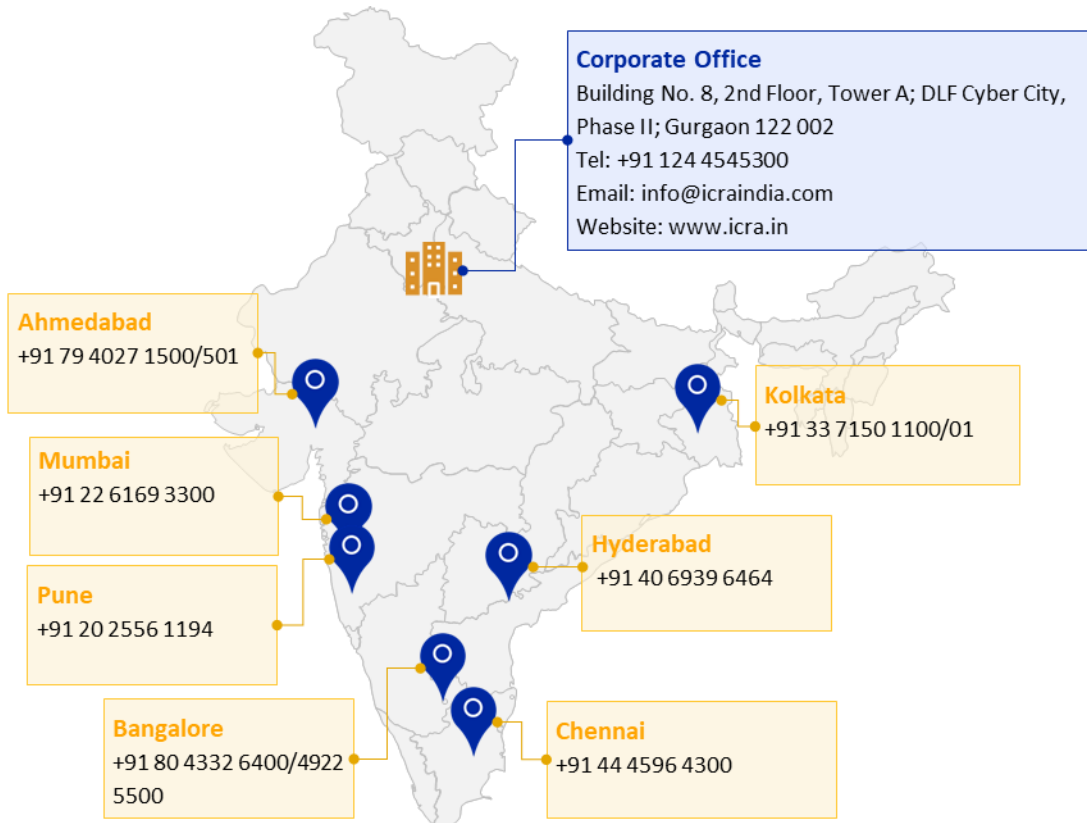 Corporate Office
Building No. 8, 2nd Floor, Tower A; DLF Cyber City,
Phase II; Gurgaon 122 002
Tel: +91 124 4545300
Email: info@icraindia.com
Website: www.icra.in
Ahmedabad
+91 79 4027 1500/501
Kolkata
+91 33 7150 1100/01
Mumbai
+91 22 6169 3300
Hyderabad
+91 40 6939 6464
Pune
+91 20 2556 1194
Bangalore
+91 80 4332 6400/4922
5500
Chennai
+91 44 4596 4300